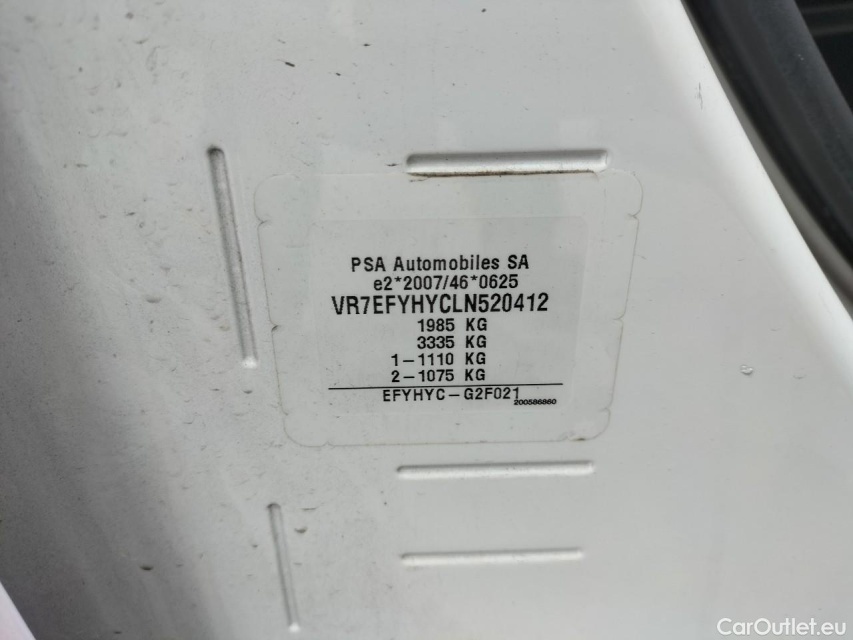 PSA Automobiles SA
e2*2007/46*0625
VR7EFYHYCLN520412
1985 KG
3335 KG
1-1110 KG
2-1075 KG
EFYHYC-G2F021
200586860
CarOutlet.eu